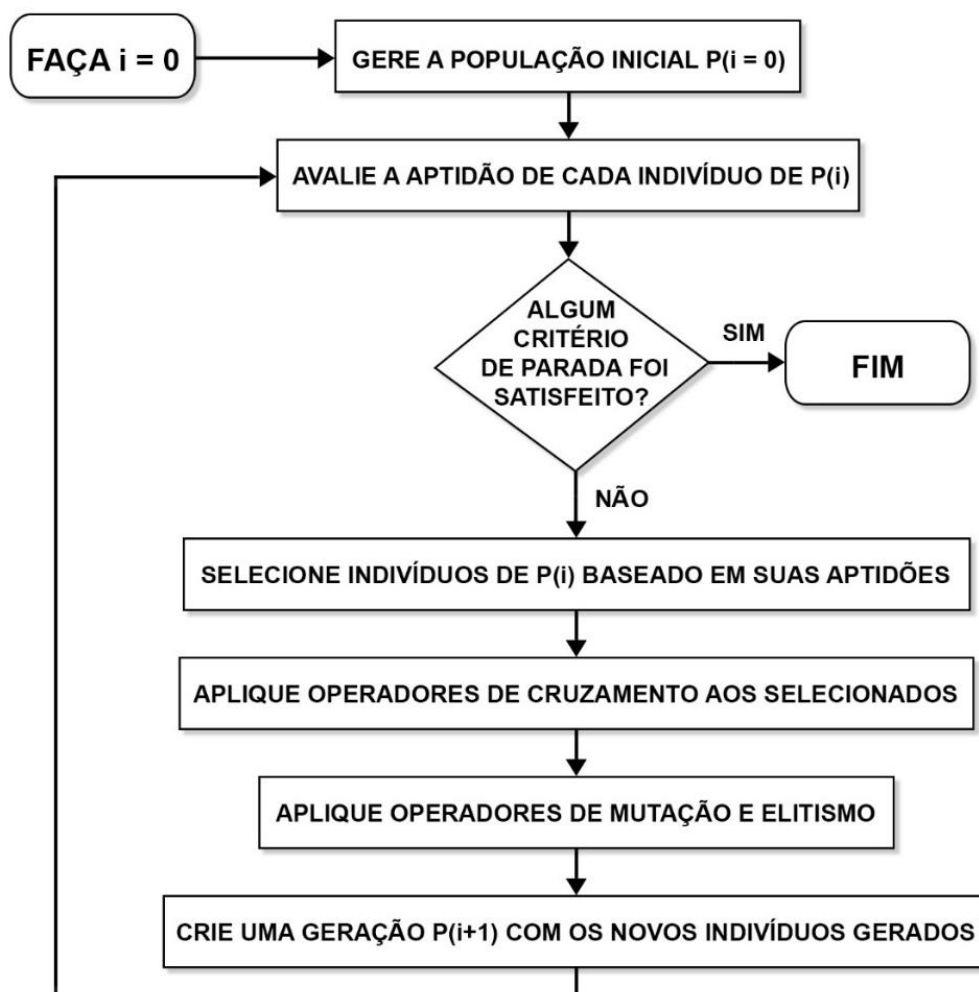 FAÇA i = 0
GERE A POPULAÇÃO INICIAL P(i = 0)
AVALIE A APTIDÃO DE CADA INDIVÍDUO DE P(i)
ALGUM
CRITÉRIO
DE PARADA FOI
SATISFEITO?
SIM
FIM
NÃO
SELECIONE INDIVÍDUOS DE P(i) BASEADO EM SUAS APTIDÕES
APLIQUE OPERADORES DE CRUZAMENTO AOS SELECIONADOS
APLIQUE OPERADORES DE MUTAÇÃO E ELITISMO
CRIE UMA GERAÇÃO P(i+1) COM OS NOVOS INDIVÍDUOS GERADOS